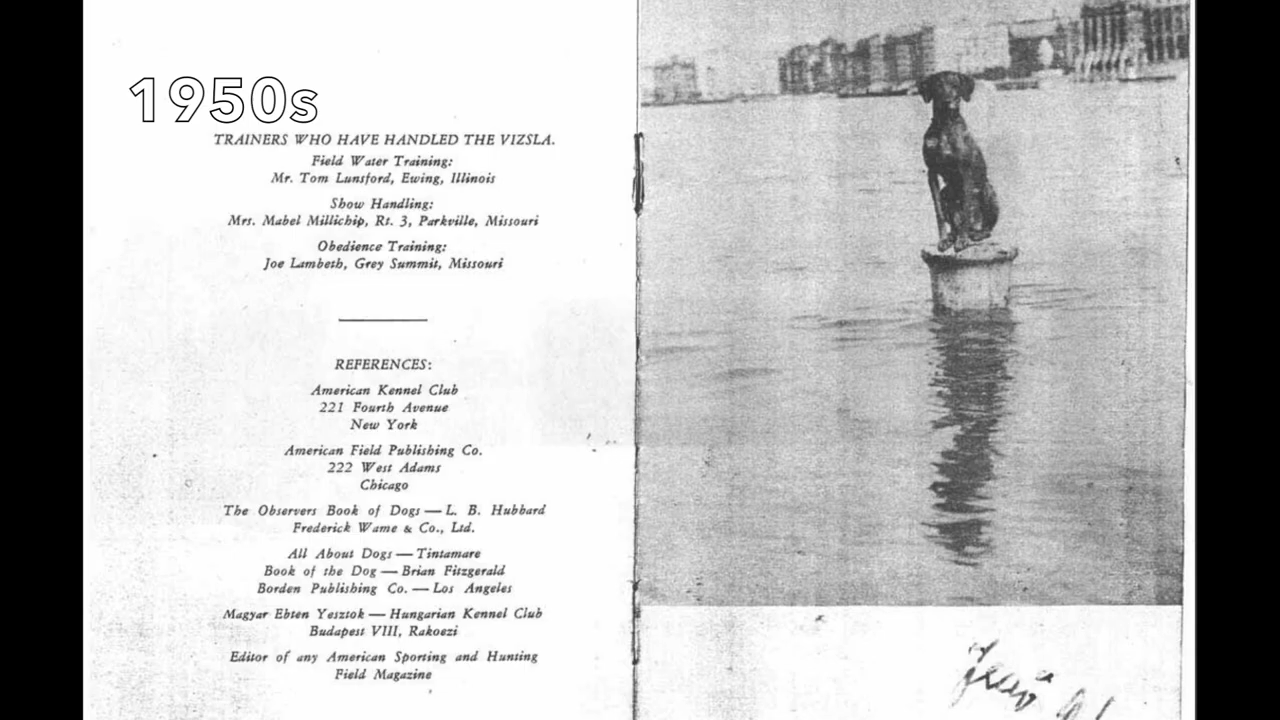 1950s
TRAINERS WHO HAVE HANDLED THE VIZSLA.
Field Water Training:
Mr. Tom Lunsford, Ewing, Illinois
Show Handling:
Mrs. Mabel Millichip, Rt. 3, Parkville, Missouri
Obedience Training:
Joe Lambeth, Grey Summit, Missouri
REFERENCES:
American Kennel Club
221 Fourth Avenue
New York
American Field Publishing Co.
222 West Adams
Chicago
The Observers Book of Dogs — L. B. Hubbard
Frederick Wame & Co., Ltd.
All About Dogs — Tintamare
Book of the Dog — Brian Fitzgerald
Borden Publishing Co. — Los Angeles
Magyar Ebten Yesztok — Hungarian Kennel Club
Budapest VIII, Rakoezi
Editor of any American Sporting and Hunting
Field Magazine